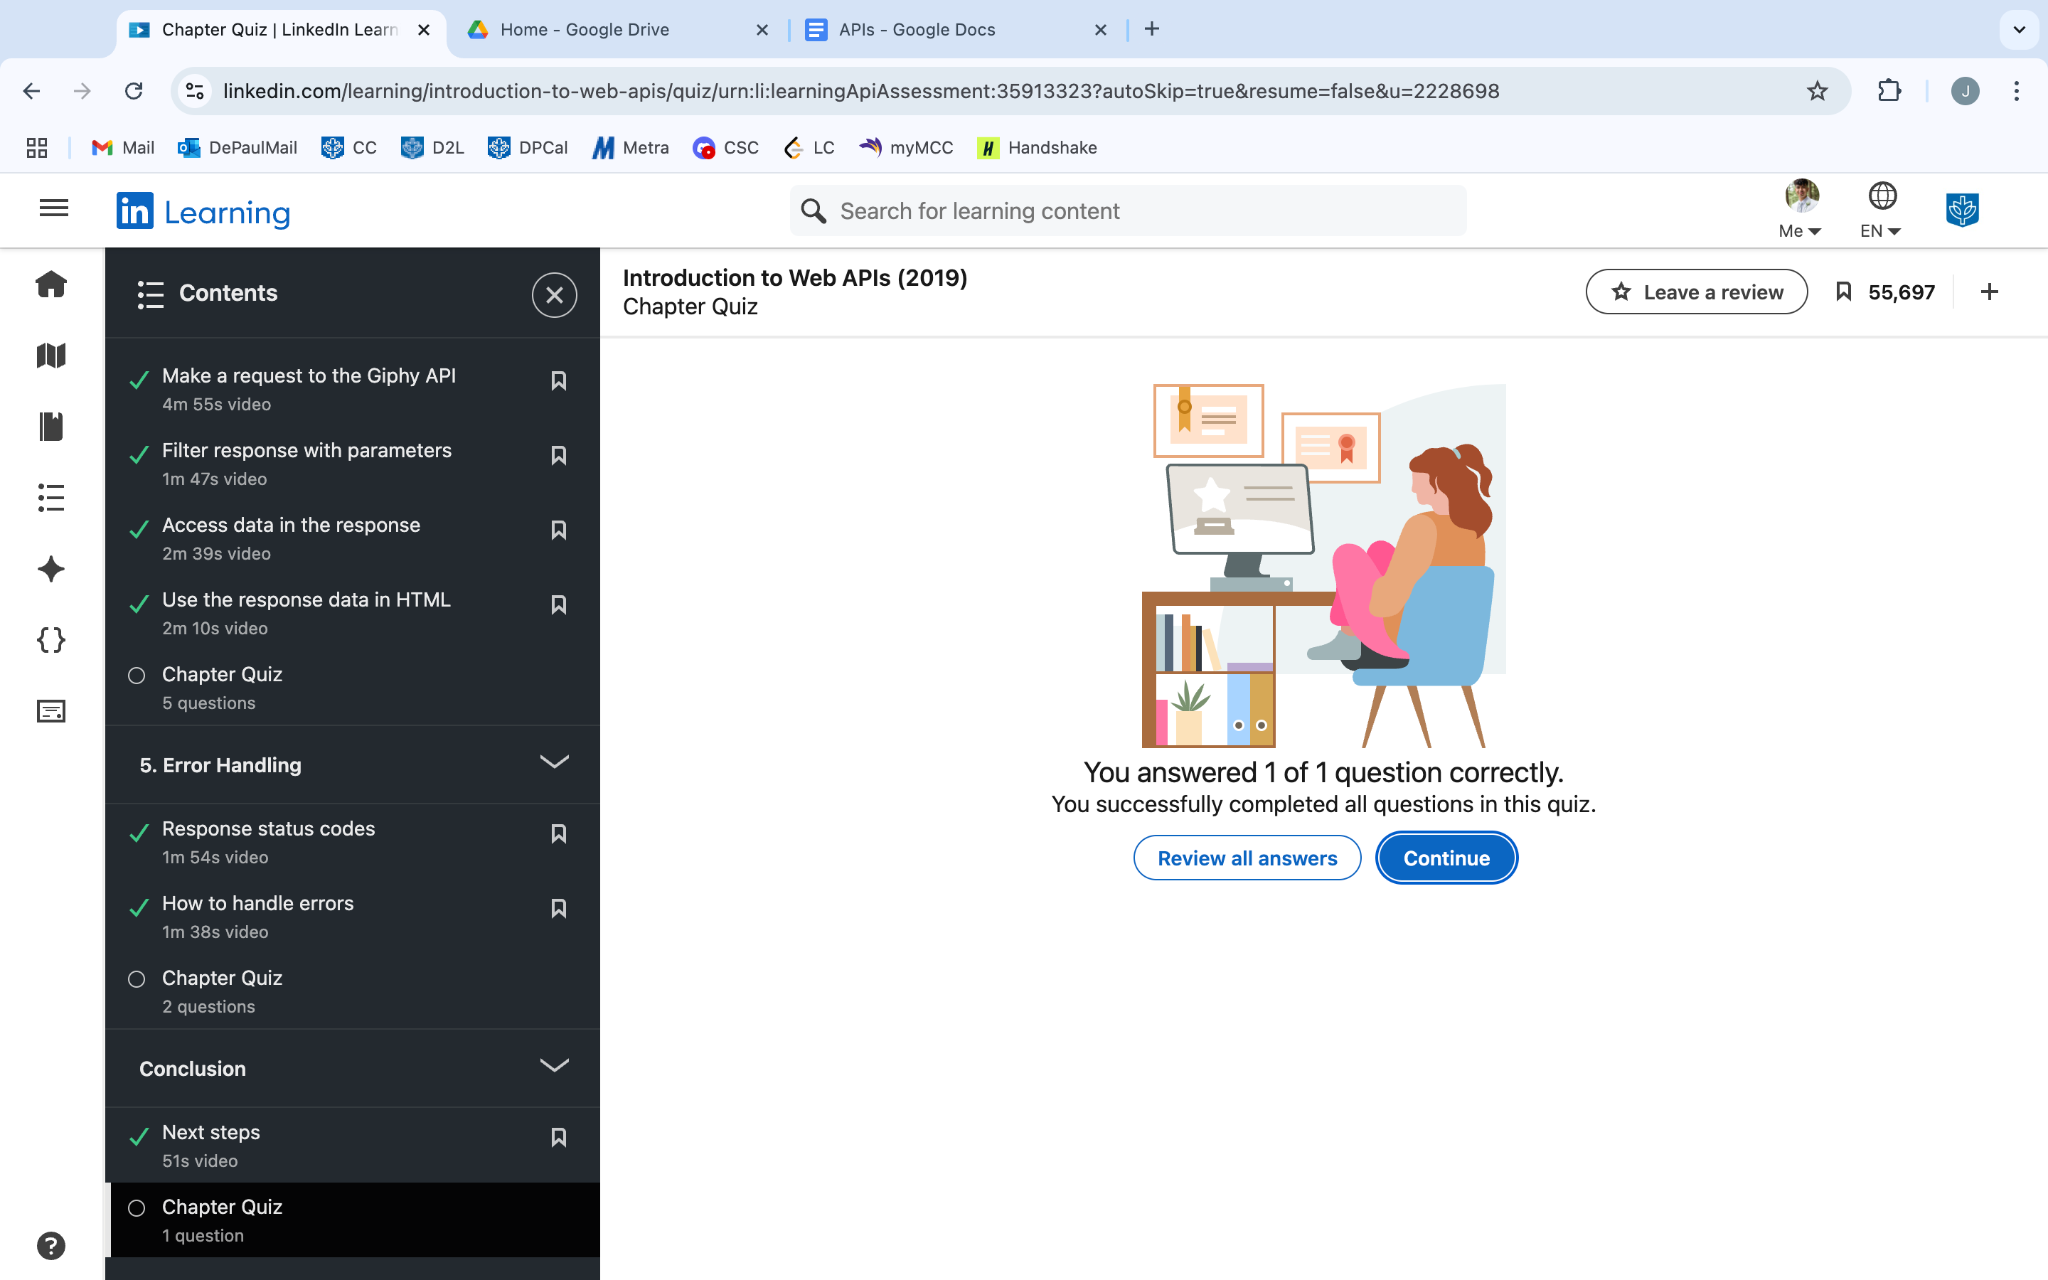 Chapter Quiz | LinkedIn Learn
Home - Google Drive
APIs - Google Docs
linkedin.com/learning/introduction-to-web-apis/quiz/urn:li:learningApiAssessment:35913323?autoSkip=true&resume=false&u=2228698
J
Mail
DePaulMail
CC
D2L
DPCal
Metra
CSC
LC
myMCC
Handshake
in Learning
Search for learning content
Me
EN
Contents
Introduction to Web APIs (2019)
Chapter Quiz
Leave a review
55,697
Make a request to the Giphy API
4m 55s video
Filter response with parameters
1m 47s video
Access data in the response
2m 39s video
Use the response data in HTML
2m 10s video
Chapter Quiz
5 questions
5. Error Handling
Response status codes
1m 54s video
How to handle errors
1m 38s video
Chapter Quiz
2 questions
Conclusion
Next steps
51s video
Chapter Quiz
1 question
You answered 1 of 1 question correctly.
You successfully completed all questions in this quiz.
Review all answers
Continue